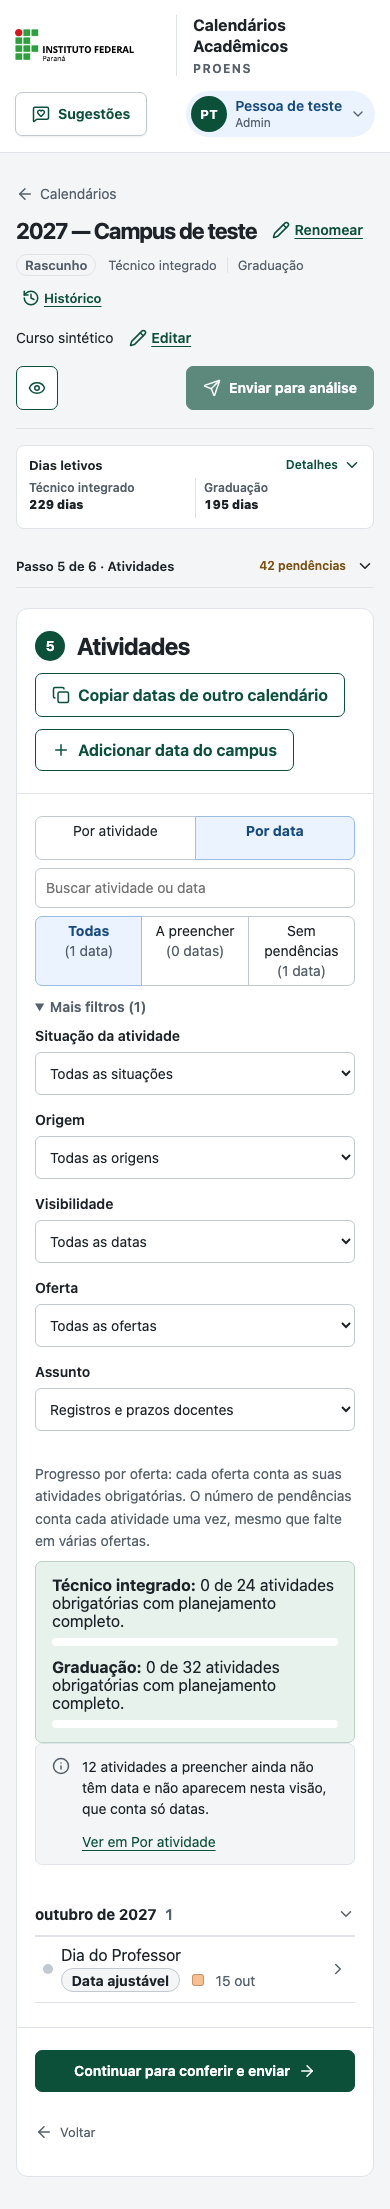 INSTITUTO FEDERAL
Paraná
Calendários
Acadêmicos
PROENS
Sugestões
PT
Pessoa de teste
Admin
Calendários
2027 — Campus de teste
Renomear
Rascunho
Técnico integrado
Graduação
Histórico
Curso sintético
Editar
Enviar para análise
Dias letivos
Detalhes
Técnico integrado
229 dias
Graduação
195 dias
Passo 5 de 6 · Atividades
42 pendências
5
Atividades
Copiar datas de outro calendário
Adicionar data do campus
Por atividade
Por data
Buscar atividade ou data
Todas
(1 data)
A preencher
(0 datas)
Sem
pendências
(1 data)
Mais filtros (1)
Situação da atividade
Todas as situações
Origem
Todas as origens
Visibilidade
Todas as datas
Oferta
Todas as ofertas
Assunto
Registros e prazos docentes
Progresso por oferta: cada oferta conta as suas
atividades obrigatórias. O número de pendências
conta cada atividade uma vez, mesmo que falte
em várias ofertas.
Técnico integrado: 0 de 24 atividades
obrigatórias com planejamento
completo.
Graduação: 0 de 32 atividades
obrigatórias com planejamento
completo.
12 atividades a preencher ainda não
têm data e não aparecem nesta visão,
que conta só datas.
Ver em Por atividade
outubro de 2027 1
Dia do Professor
Data ajustável
15 out
Continuar para conferir e enviar
Voltar